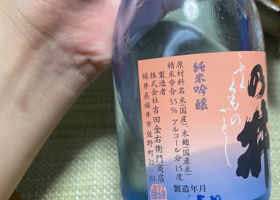 の井
純米吟醸
原材料名 米(国産)、米麹(国産米)
精米歩合 55% アルコール分 15度
製造者
株式会社 吉田金右衛門商店
福井県福井市佐野町21-81
製造年月